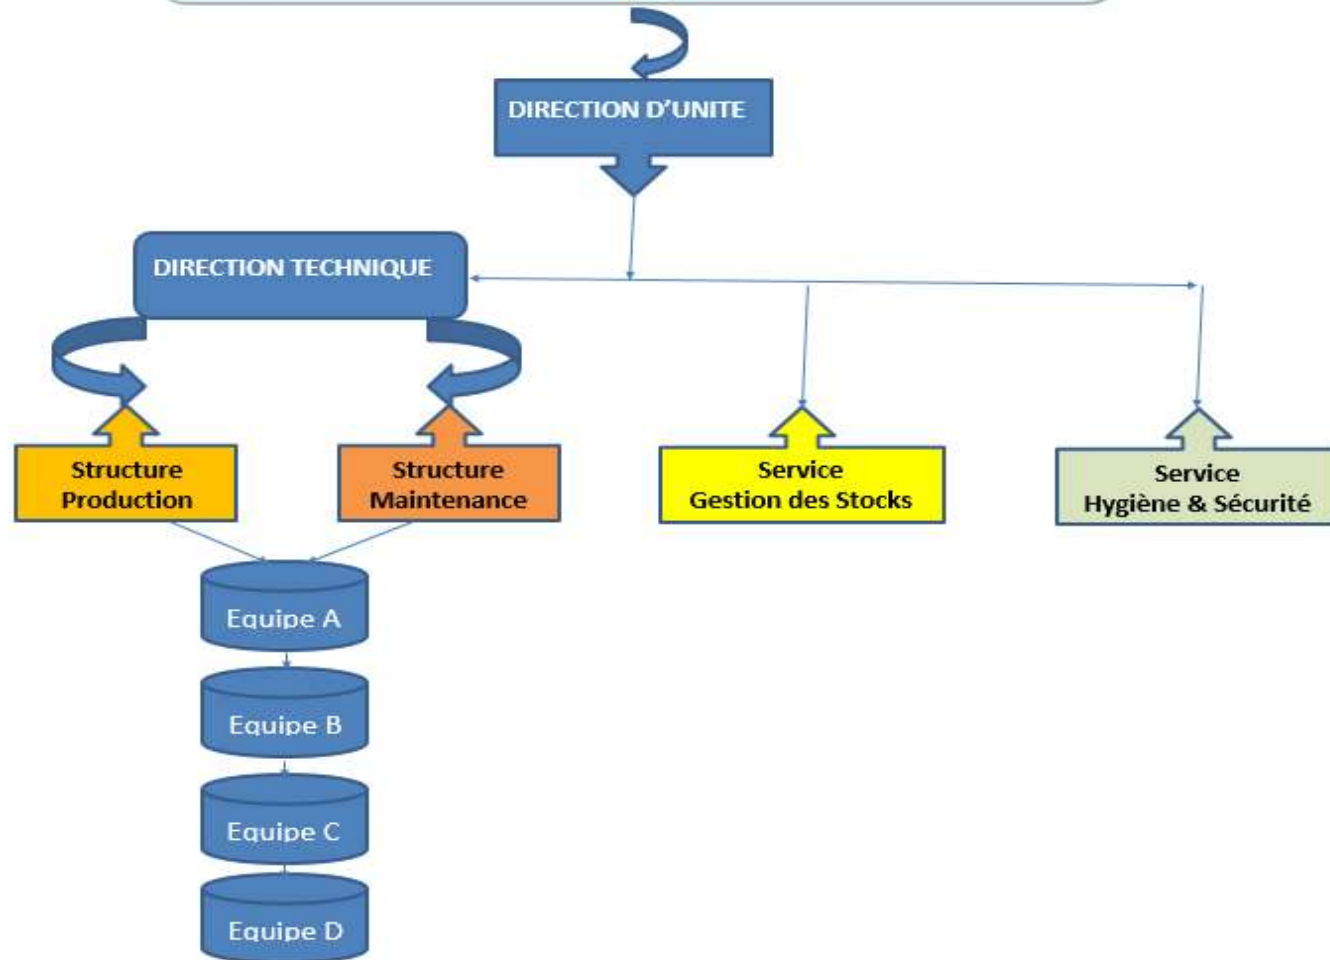 DIRECTION D’UNITE
DIRECTION TECHNIQUE
Structure
Production
Structure
Maintenance
Service
Gestion des Stocks
Service
Hygiène & Sécurité
Equipe A
Equipe B
Equipe C
Equipe D